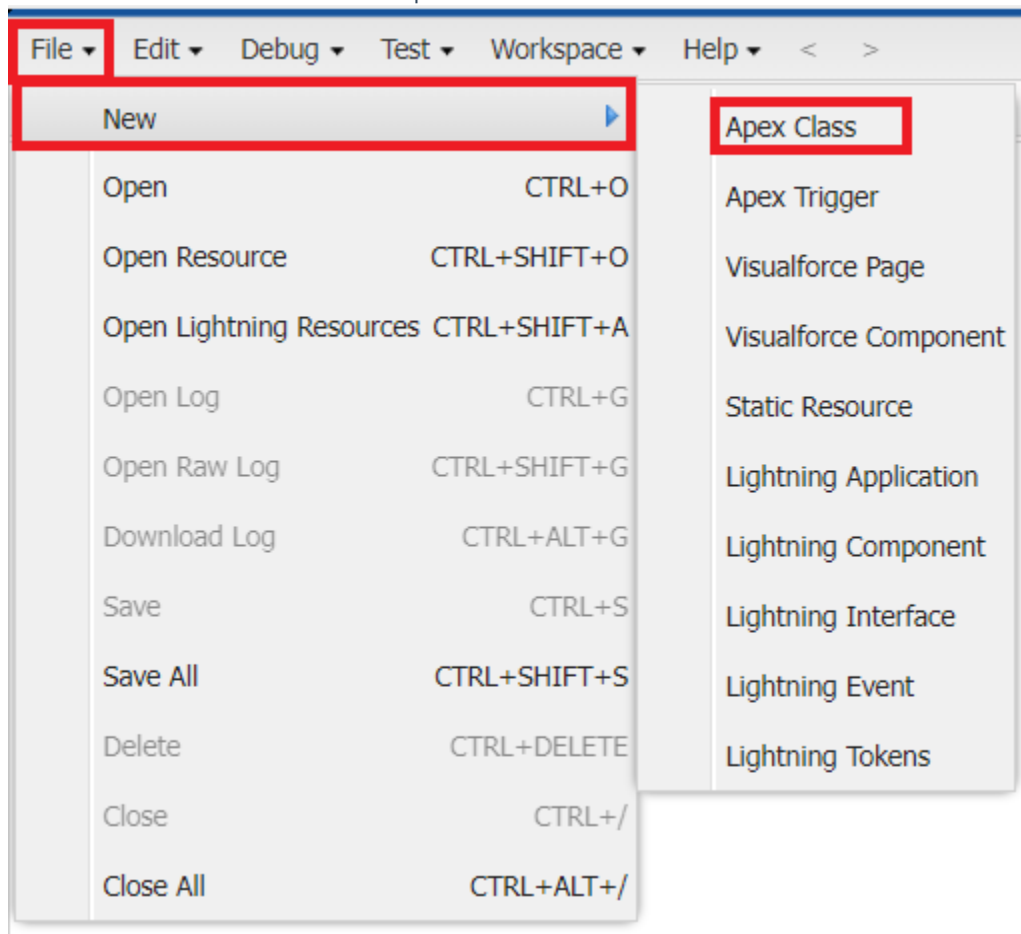 File Edit Debug Test Workspace Help < >
New
Open CTRL+O
Open Resource CTRL+SHIFT+O
Open Lightning Resources CTRL+SHIFT+A
Open Log CTRL+G
Open Raw Log CTRL+SHIFT+G
Download Log CTRL+ALT+G
Save CTRL+S
Save All CTRL+SHIFT+S
Delete CTRL+DELETE
Close CTRL+/
Close All CTRL+ALT+/
Apex Class
Apex Trigger
Visualforce Page
Visualforce Component
Static Resource
Lightning Application
Lightning Component
Lightning Interface
Lightning Event
Lightning Tokens